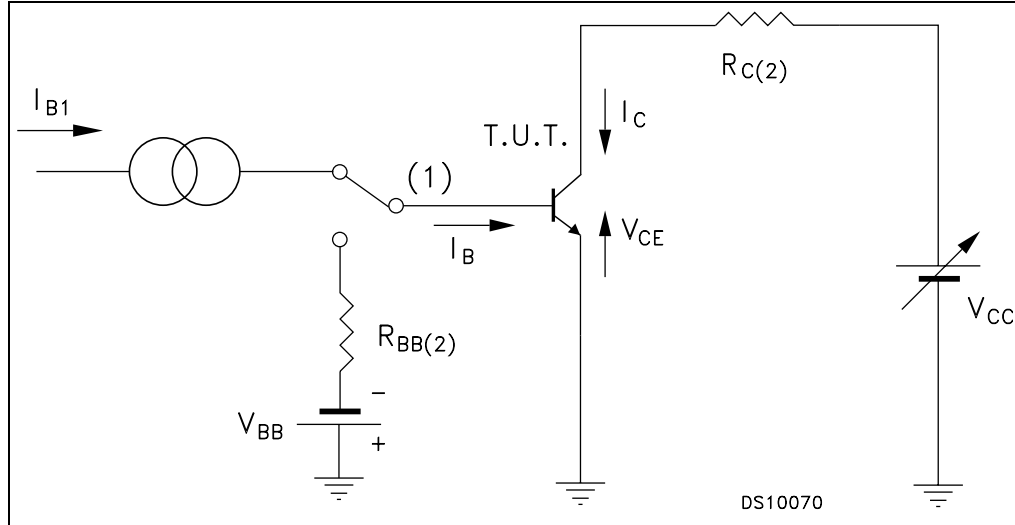 R_C(2)
I_B1
I_C
T.U.T.
(1)
V_CE
I_B
V_CC
R_BB(2)
−
V_BB
+
DS10070